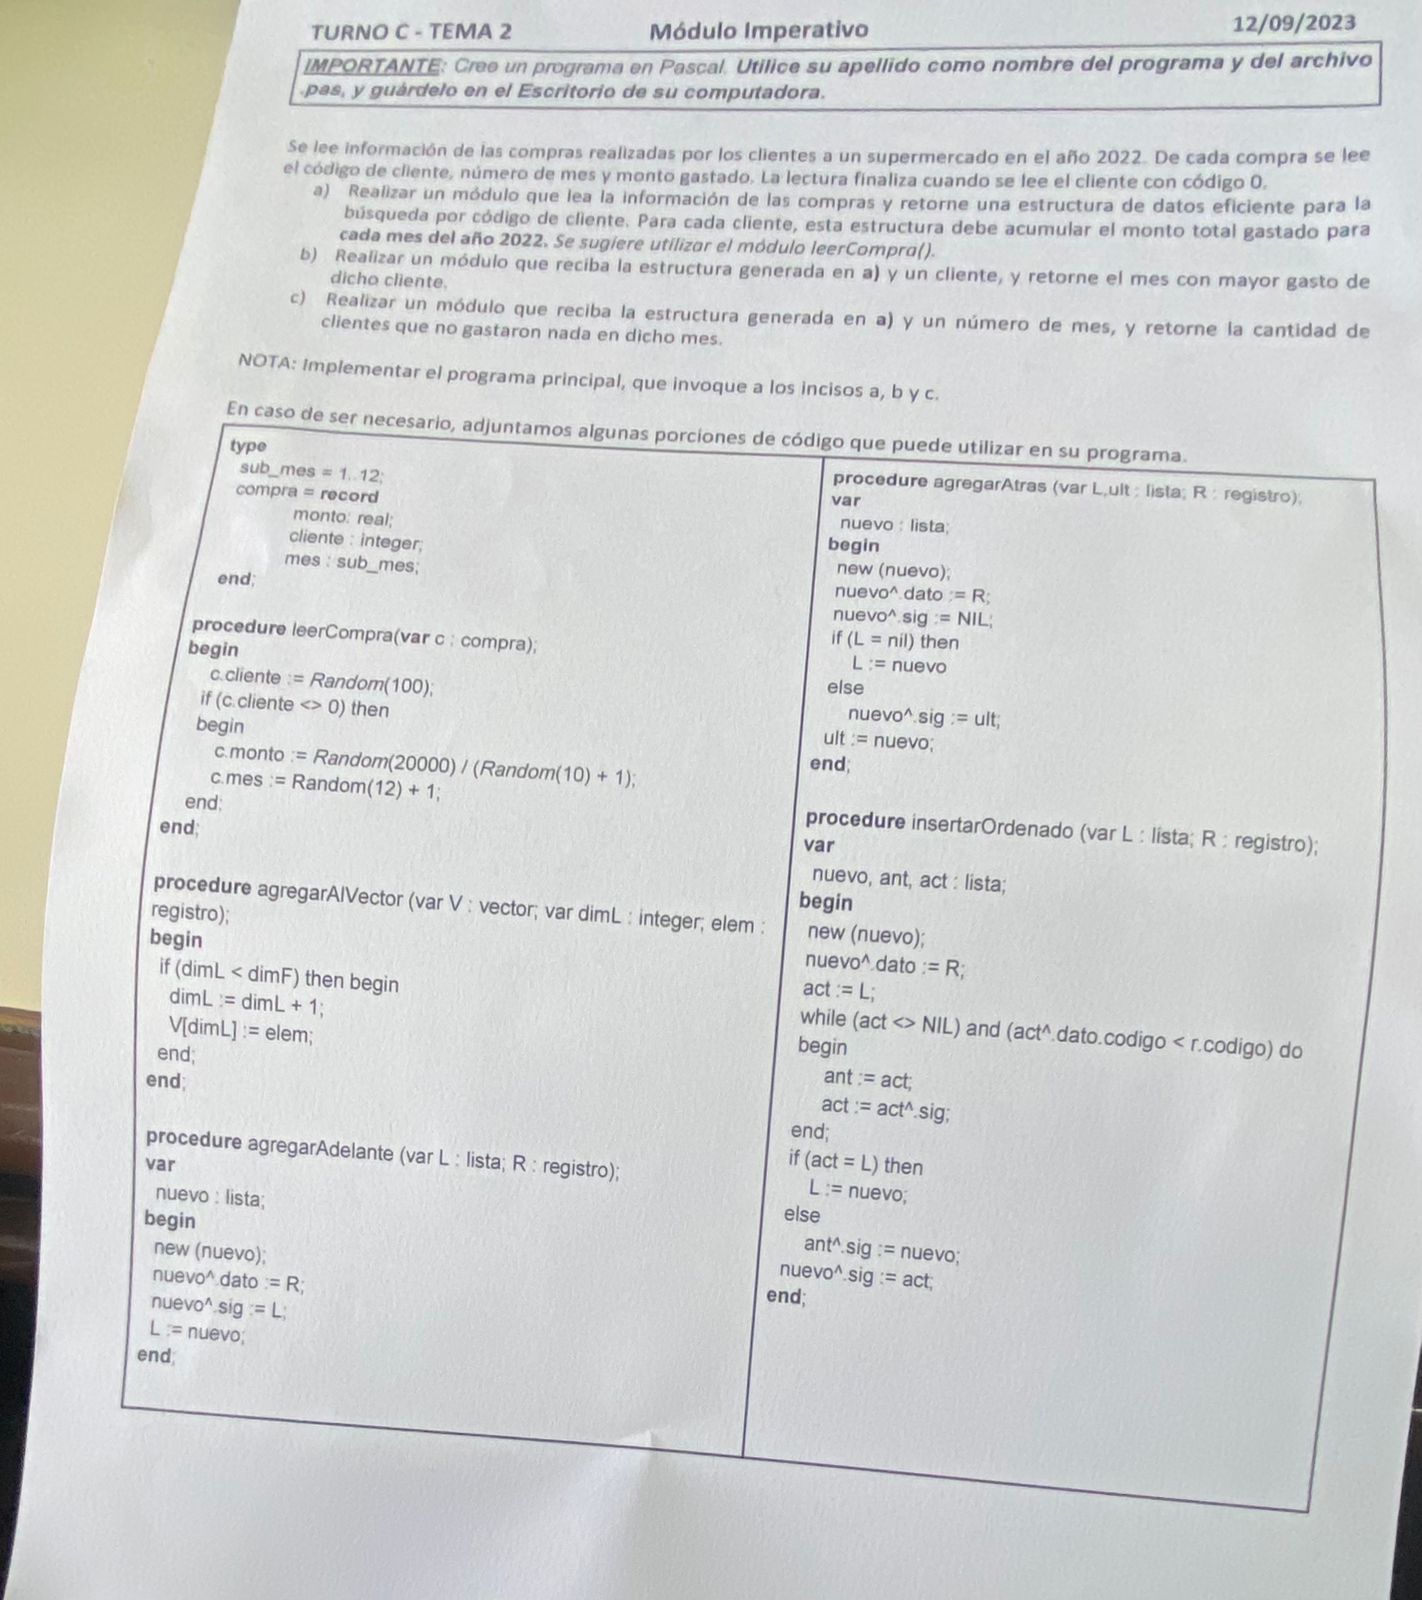 TURNO C - TEMA 2 Módulo Imperativo 12/09/2023
IMPORTANTE: Cree un programa en Pascal. Utilice su apellido como nombre del programa y del archivo
.pas, y guárdelo en el Escritorio de su computadora.
Se lee información de las compras realizadas por los clientes a un supermercado en el año 2022. De cada compra se lee
el código de cliente, número de mes y monto gastado. La lectura finaliza cuando se lee el cliente con código 0.
a) Realizar un módulo que lea la información de las compras y retorne una estructura de datos eficiente para la
búsqueda por código de cliente. Para cada cliente, esta estructura debe acumular el monto total gastado para
cada mes del año 2022. Se sugiere utilizar el módulo leerCompra().
b) Realizar un módulo que reciba la estructura generada en a) y un cliente, y retorne el mes con mayor gasto de
dicho cliente.
c) Realizar un módulo que reciba la estructura generada en a) y un número de mes, y retorne la cantidad de
clientes que no gastaron nada en dicho mes.
NOTA: Implementar el programa principal, que invoque a los incisos a, b y c.
En caso de ser necesario, adjuntamos algunas porciones de código que puede utilizar en su programa.
type
sub_mes = 1..12;
compra = record
monto: real;
cliente : integer;
mes : sub_mes;
end;
procedure leerCompra(var c : compra);
begin
c.cliente := Random(100);
if (c.cliente <> 0) then
begin
c.monto := Random(20000) / (Random(10) + 1);
c.mes := Random(12) + 1;
end;
end;
procedure agregarAlVector (var V : vector; var dimL : integer; elem :
registro);
begin
if (dimL < dimF) then begin
dimL := dimL + 1;
V[dimL] := elem;
end;
end;
procedure agregarAdelante (var L : lista; R : registro);
var
nuevo : lista;
begin
new (nuevo);
nuevo^.dato := R;
nuevo^.sig := L;
L := nuevo;
end;
procedure agregarAtras (var L,ult : lista; R : registro);
var
nuevo : lista;
begin
new (nuevo);
nuevo^.dato := R;
nuevo^.sig := NIL;
if (L = nil) then
L := nuevo
else
nuevo^.sig := ult;
ult := nuevo;
end;
procedure insertarOrdenado (var L : lista; R : registro);
var
nuevo, ant, act : lista;
begin
new (nuevo);
nuevo^.dato := R;
act := L;
while (act <> NIL) and (act^.dato.codigo < r.codigo) do
begin
ant := act;
act := act^.sig;
end;
if (act = L) then
L := nuevo;
else
ant^.sig := nuevo;
nuevo^.sig := act;
end;